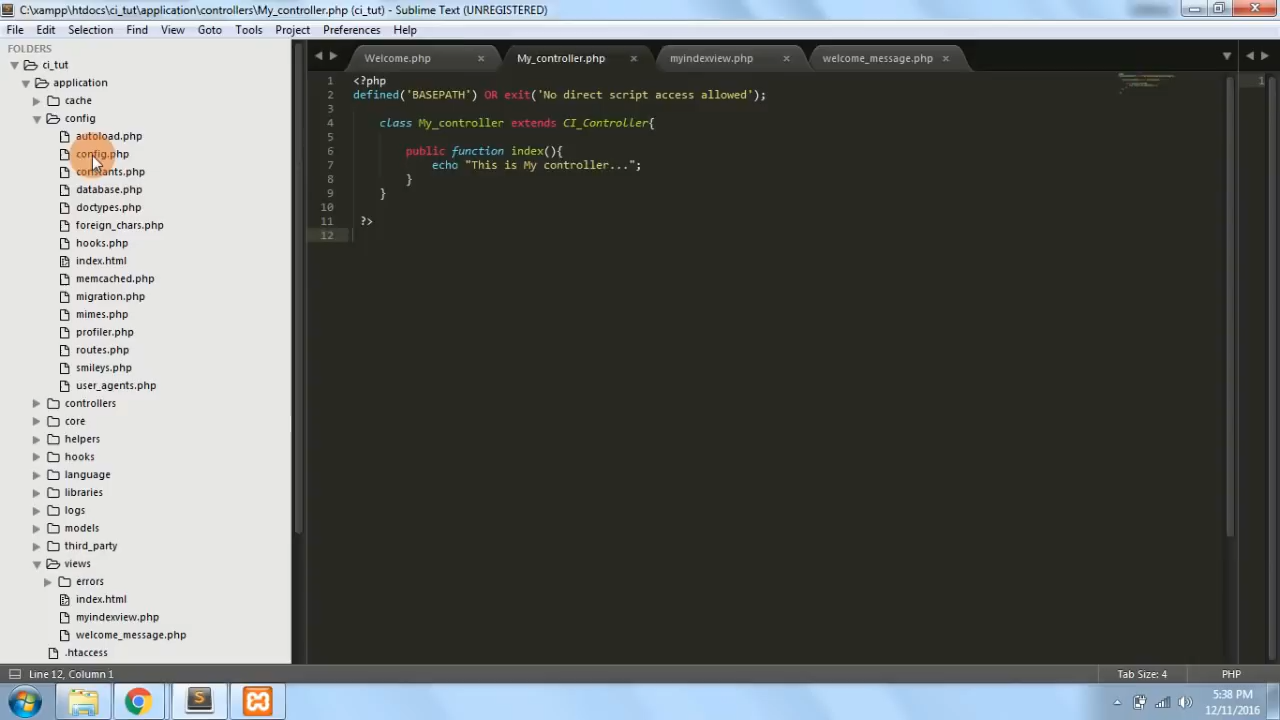 C:\xampp\htdocs\ci_tut\application\controllers\My_controller.php (ci_tut) - Sublime Text (UNREGISTERED)
File Edit Selection Find View Goto Tools Project Preferences Help
FOLDERS
ci_tut
application
cache
config
autoload.php
config.php
constants.php
database.php
doctypes.php
foreign_chars.php
hooks.php
index.html
memcached.php
migration.php
mimes.php
profiler.php
routes.php
smileys.php
user_agents.php
controllers
core
helpers
hooks
language
libraries
logs
models
third_party
views
errors
index.html
myindexview.php
welcome_message.php
.htaccess
Welcome.php My_controller.php myindexview.php welcome_message.php
1 <?php
2 defined('BASEPATH') OR exit('No direct script access allowed');
3
4 class My_controller extends CI_Controller{
5
6 public function index(){
7 echo "This is My controller...";
8 }
9 }
10
11 ?>
12
1
Line 12, Column 1 Tab Size: 4 PHP
5:38 PM
12/11/2016